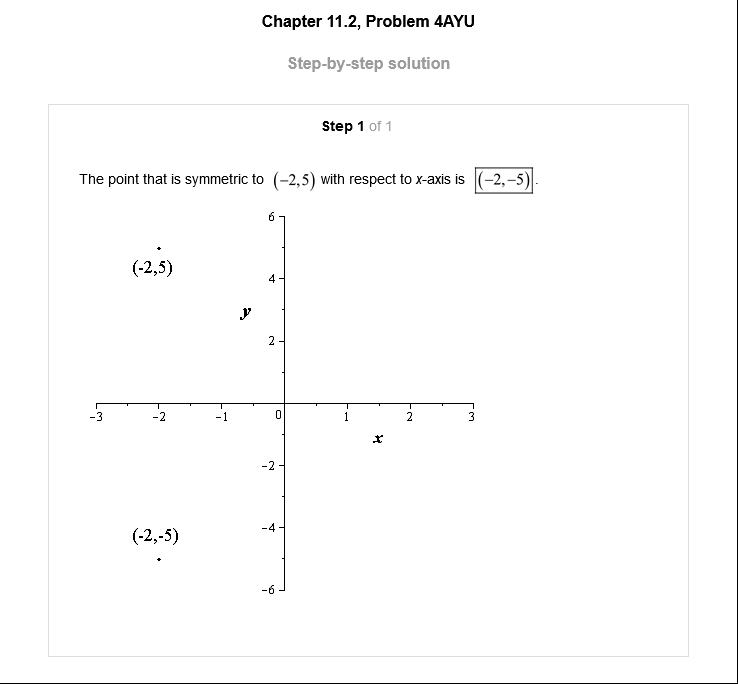 Chapter 11.2, Problem 4AYU
Step-by-step solution
Step 1 of 1
The point that is symmetric to (−2,5) with respect to x-axis is (−2,−5).
6
(-2,5)
4
y
2
−3 −2 −1 0 1 2 3
x
−2
(-2,-5)
−4
−6